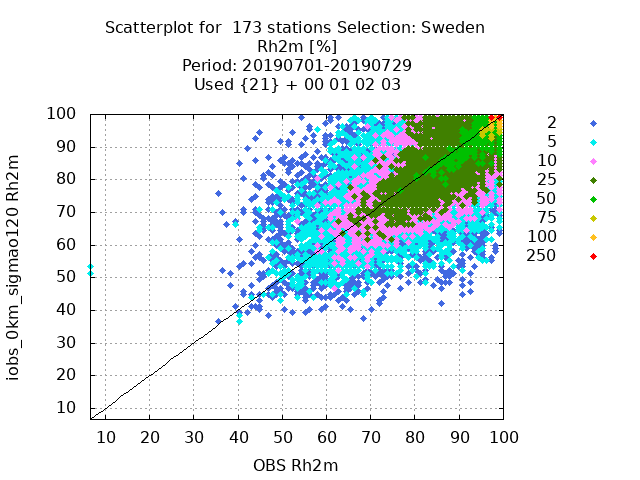 Scatterplot for  173 stations Selection: Sweden
Rh2m [%]
Period: 20190701-20190729
Used {21} + 00 01 02 03
iobs_0km_sigmao120 Rh2m
100
90
80
70
60
50
40
30
20
10
10 20 30 40 50 60 70 80 90 100
OBS Rh2m
2
5
10
25
50
75
100
250